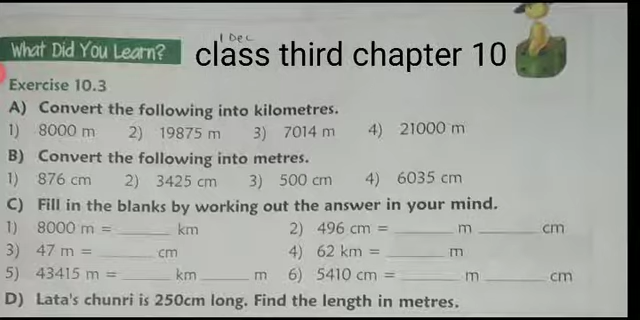 1 Dec
What Did You Learn?
class third chapter 10
Exercise 10.3
A) Convert the following into kilometres.
1) 8000 m 2) 19875 m 3) 7014 m 4) 21000 m
B) Convert the following into metres.
1) 876 cm 2) 3425 cm 3) 500 cm 4) 6035 cm
C) Fill in the blanks by working out the answer in your mind.
1) 8000 m = ______ km 2) 496 cm = ______ m ______ cm
3) 47 m = ______ cm 4) 62 km = ______ m
5) 43415 m = ______ km ______ m 6) 5410 cm = ______ m ______ cm
D) Lata's chunri is 250cm long. Find the length in metres.